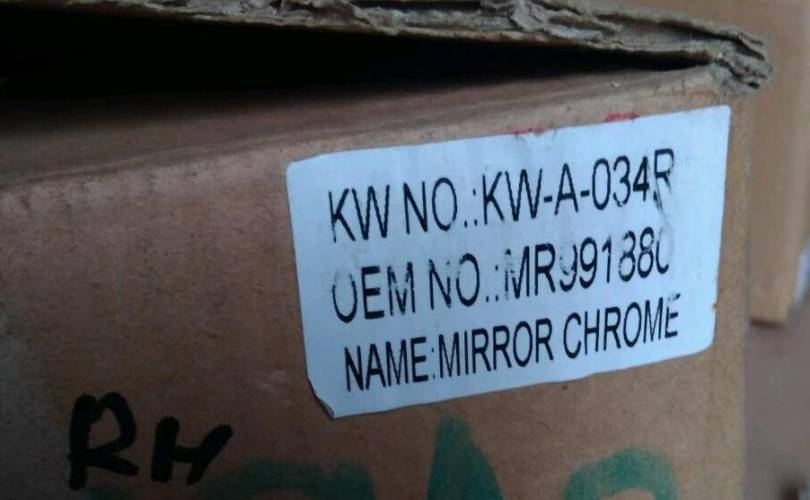 KW NO.:KW-A-034R
OEM NO.:MR991880
NAME:MIRROR CHROME
RH